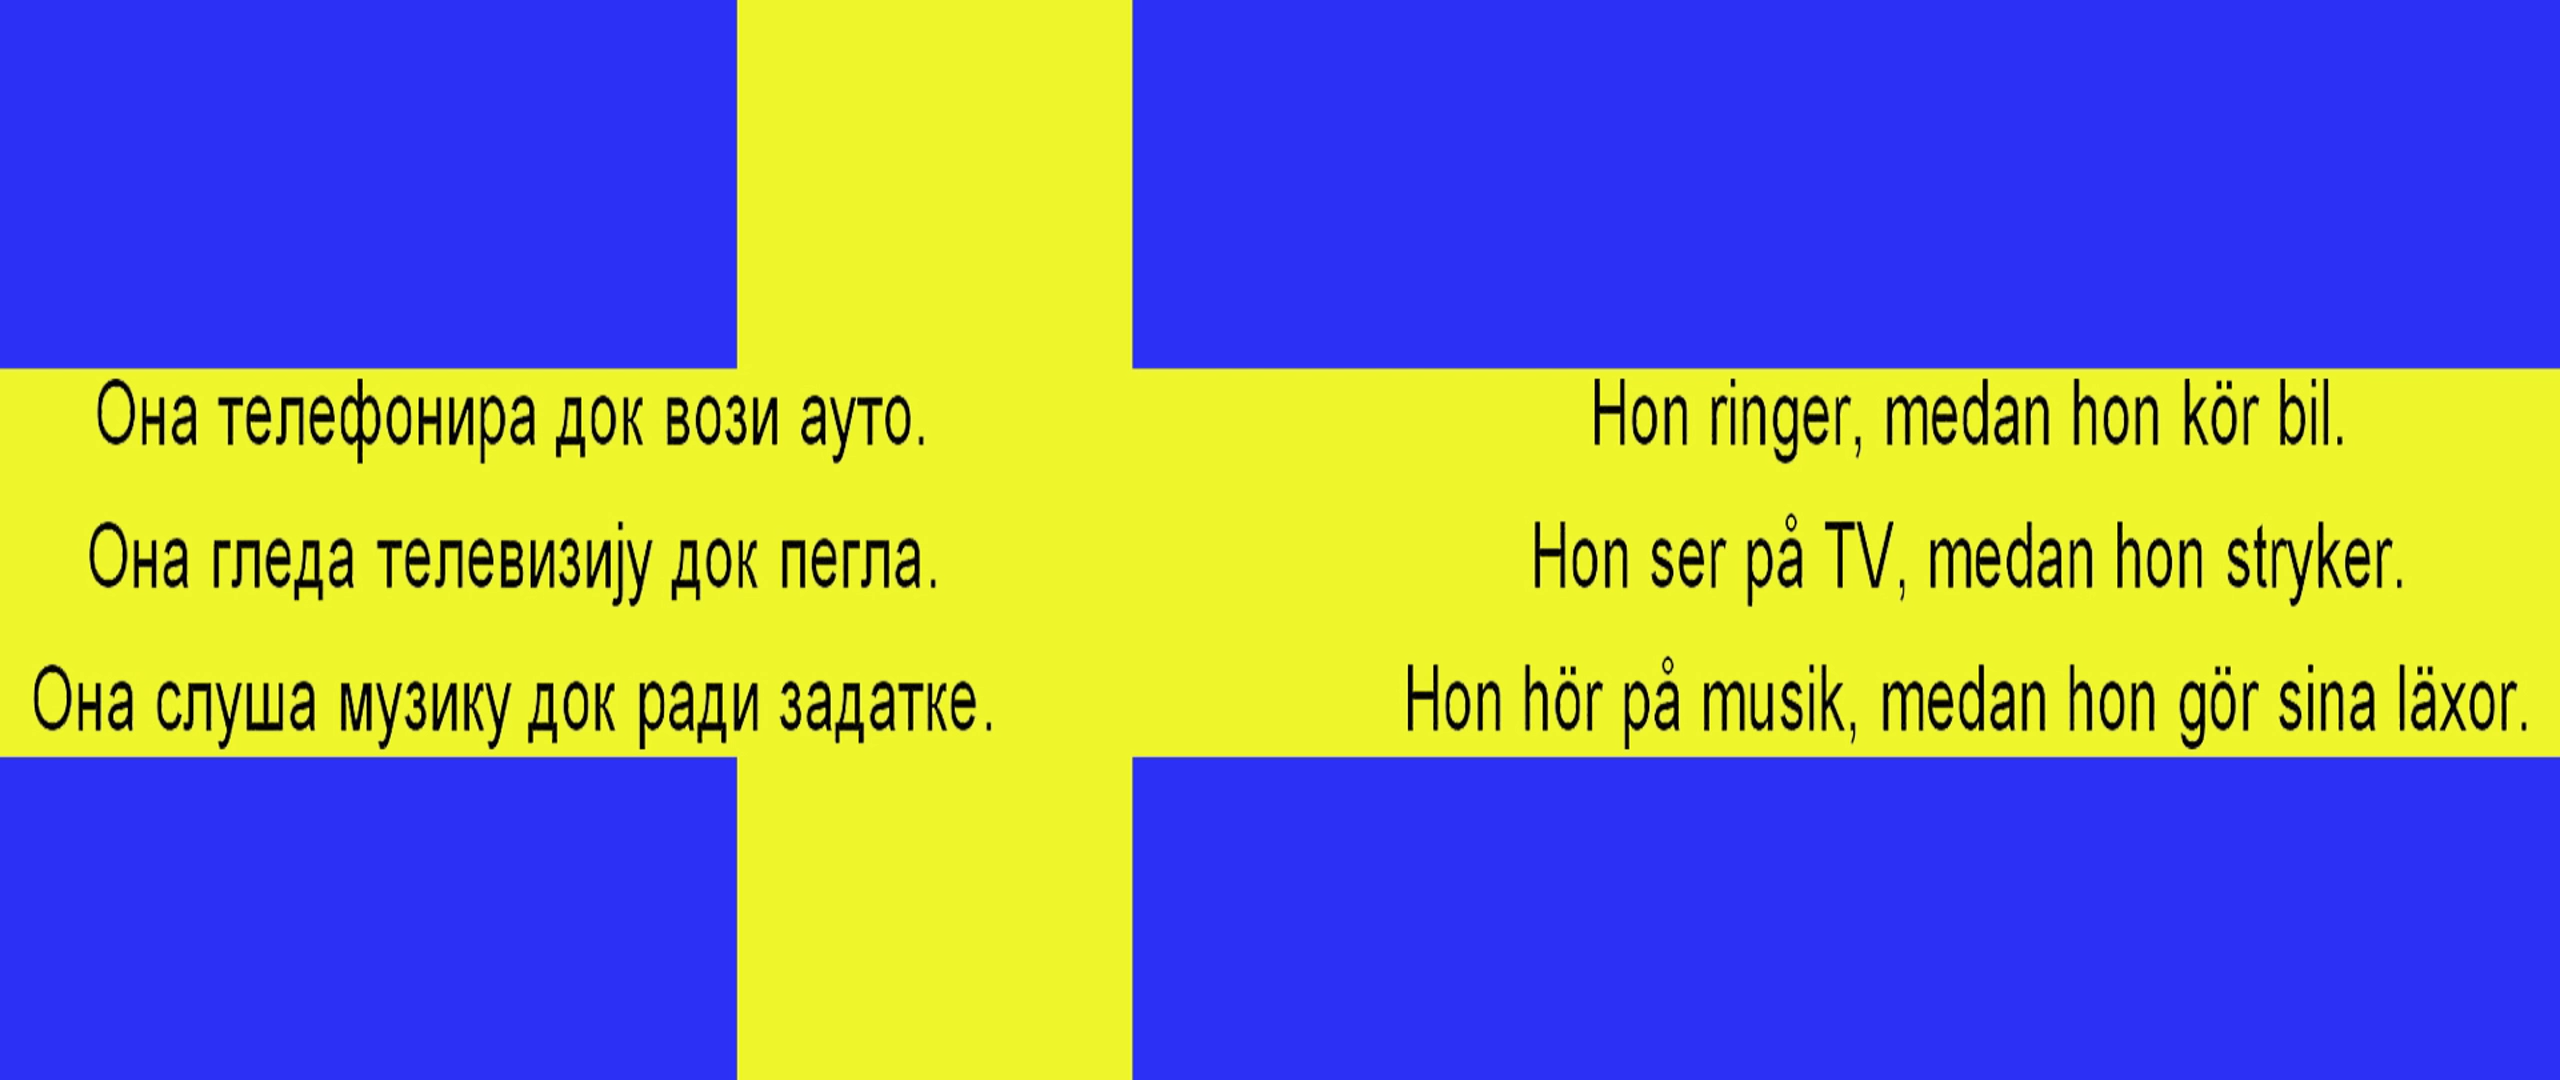 Она телефонира док вози ауто.
Она гледа телевизију док пегла.
Она слуша музику док ради задатке.
Hon ringer, medan hon kör bil.
Hon ser på TV, medan hon stryker.
Hon hör på musik, medan hon gör sina läxor.